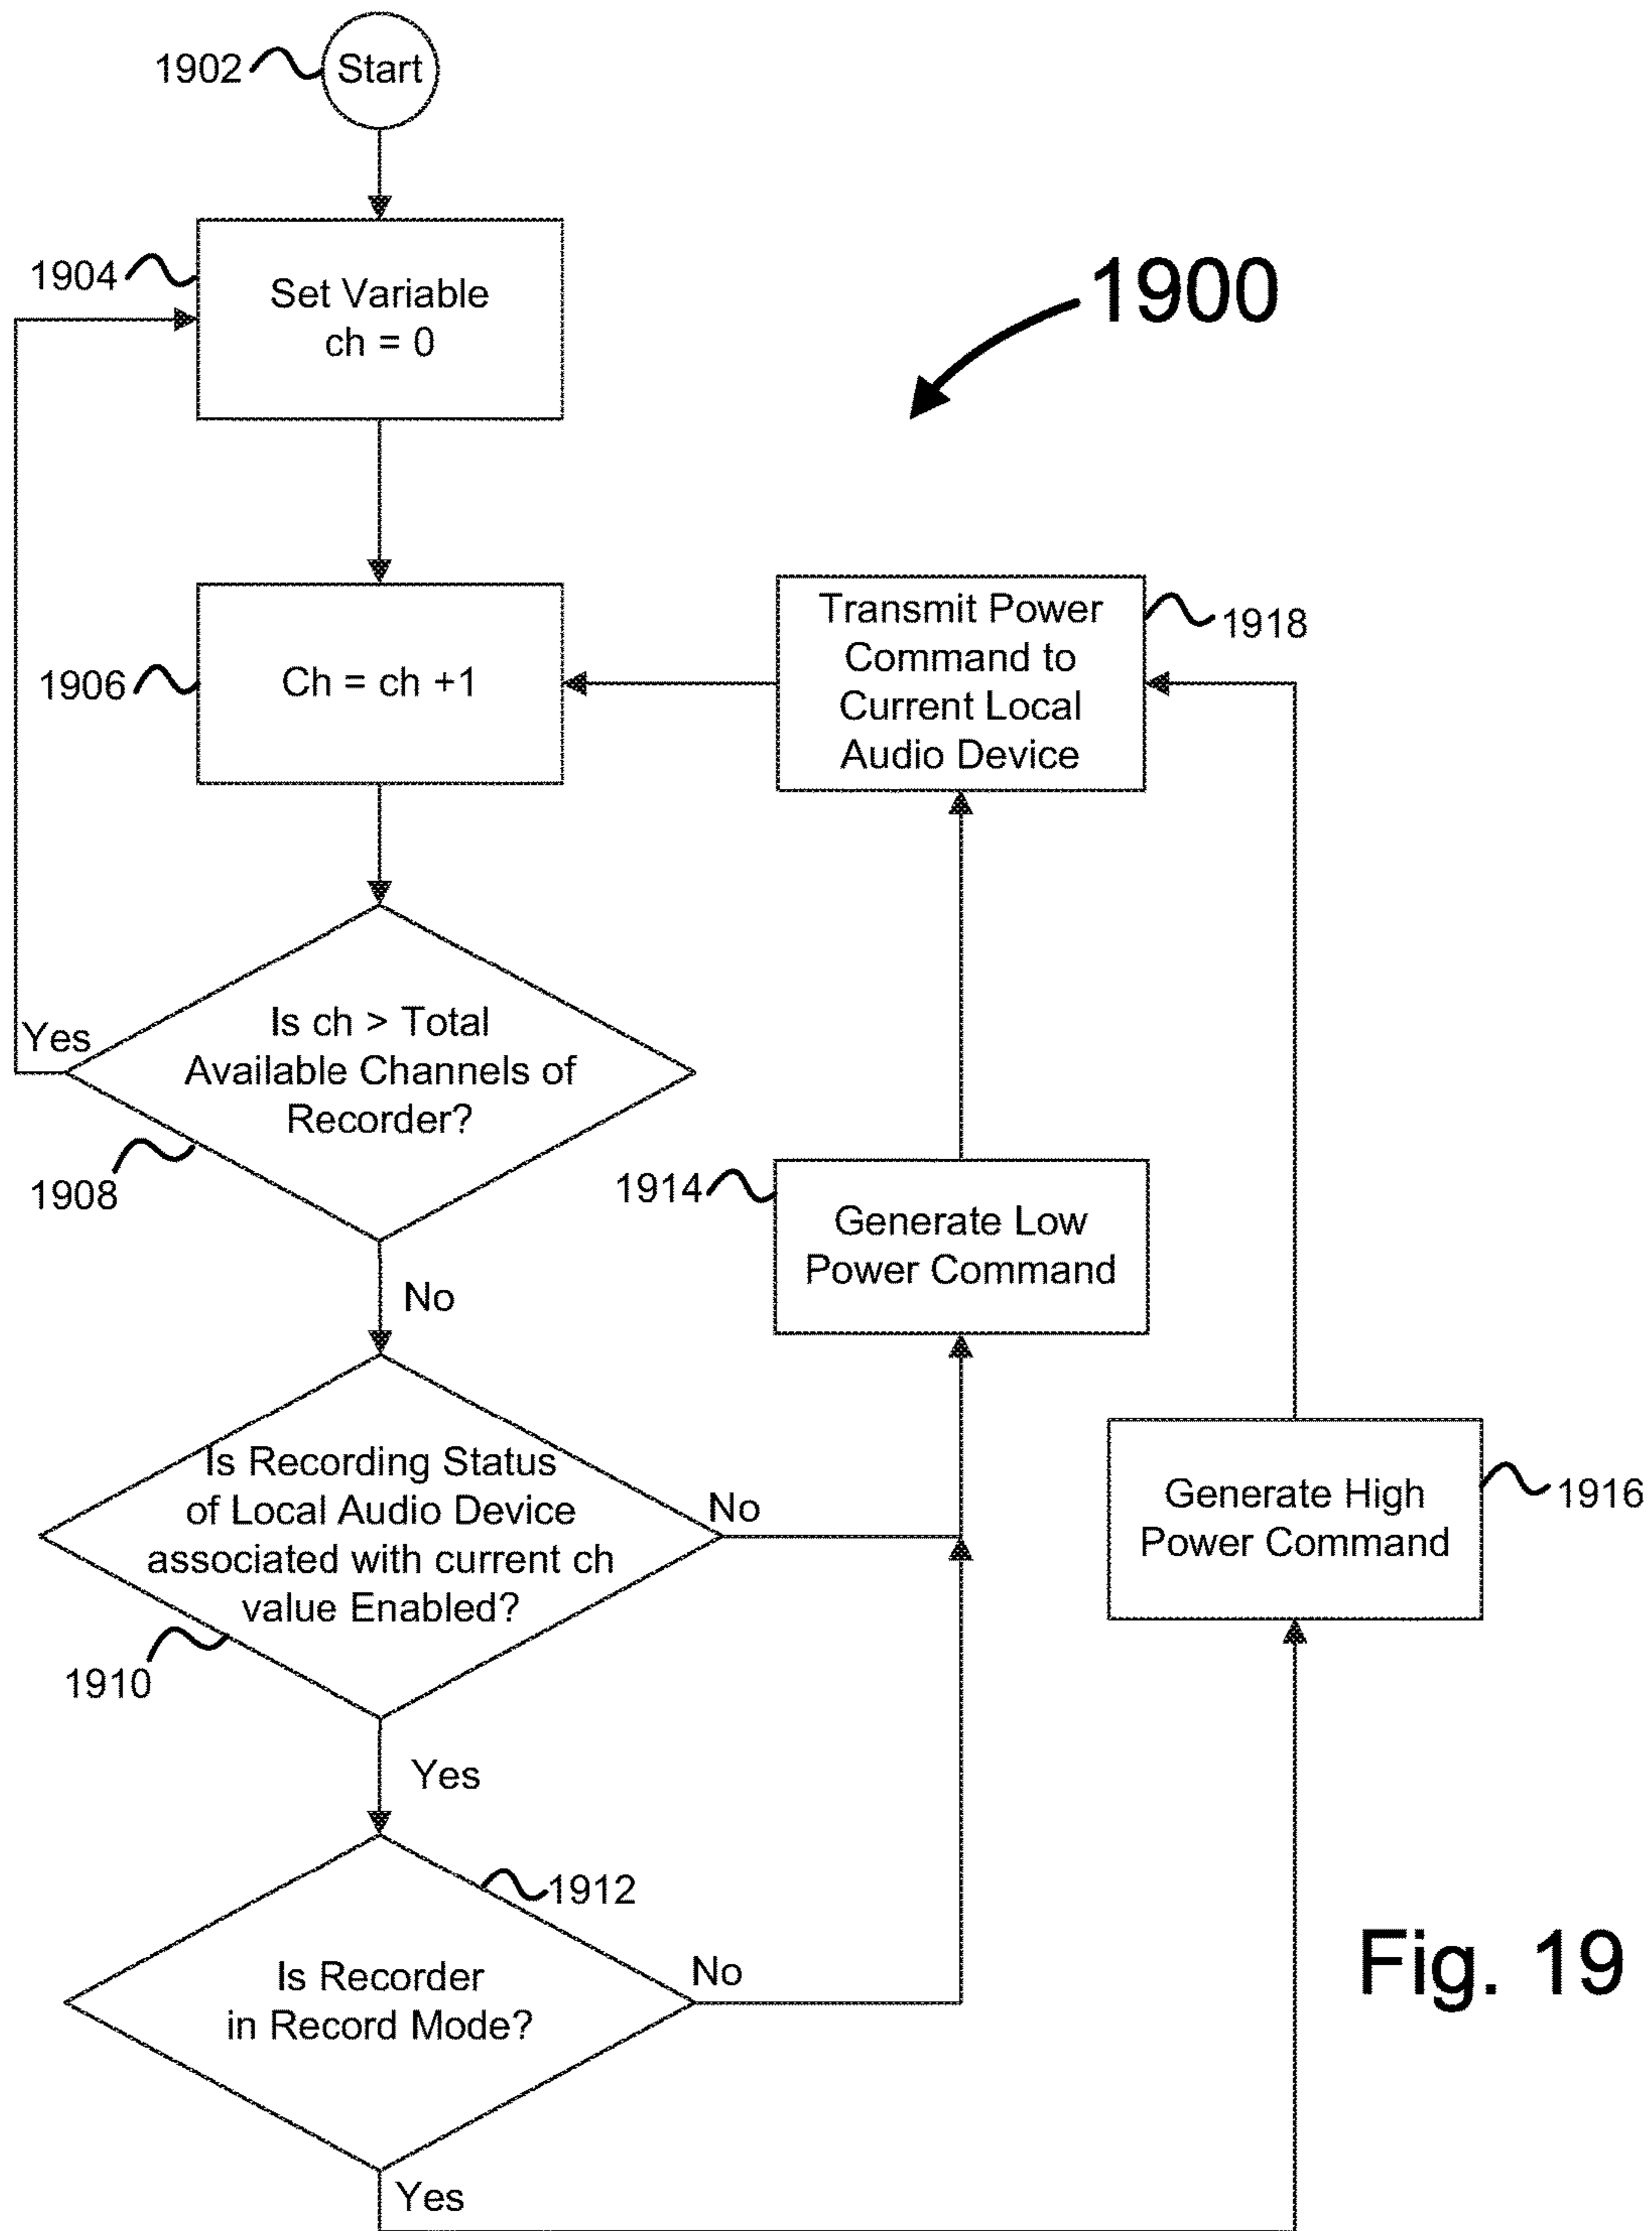 1902
Start
1904
Set Variable
ch = 0
1900
1906
Ch = ch +1
Transmit Power
Command to
Current Local
Audio Device
1918
Yes
Is ch > Total
Available Channels of
Recorder?
1908
No
1914
Generate Low
Power Command
Is Recording Status
of Local Audio Device
associated with current ch
value Enabled?
No
1910
Generate High
Power Command
1916
Yes
1912
Is Recorder
in Record Mode?
No
Yes
Fig. 19